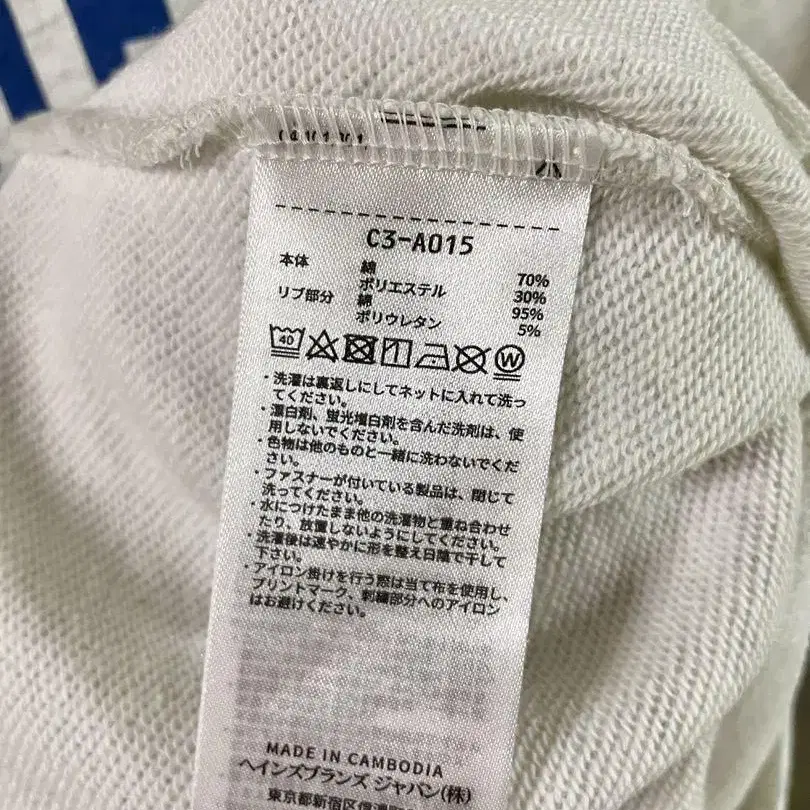 C3-A015
本体 綿 70%
ポリエステル 30%
リブ部分 綿 95%
ポリウレタン 5%
40
W
・洗濯は裏返しにしてネットに入れて洗っ
てください。
・漂白剤、蛍光増白剤を含んだ洗剤は、使
用しないでください。
・色物は他のものと一緒に洗わないでくだ
さい。
・ファスナーが付いている製品は、閉じて
洗ってください。
・水につけたまま他の洗濯物と重ね合わせ
たり、放置しないようにしてください。
・洗濯後は速やかに形を整え日陰で干して
下さい。
・アイロン掛けを行う際は当て布を使用し、
プリントマーク、刺繍部分へのアイロン
はお避けください。
MADE IN CAMBODIA
ヘインズブランズ ジャパン(株)
東京都新宿区信濃町